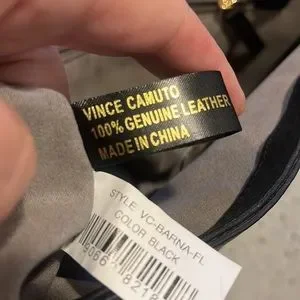 VINCE CAMUTO
100% GENUINE LEATHER
MADE IN CHINA
STYLE: VC-BARNA-FL
COLOR: BLACK